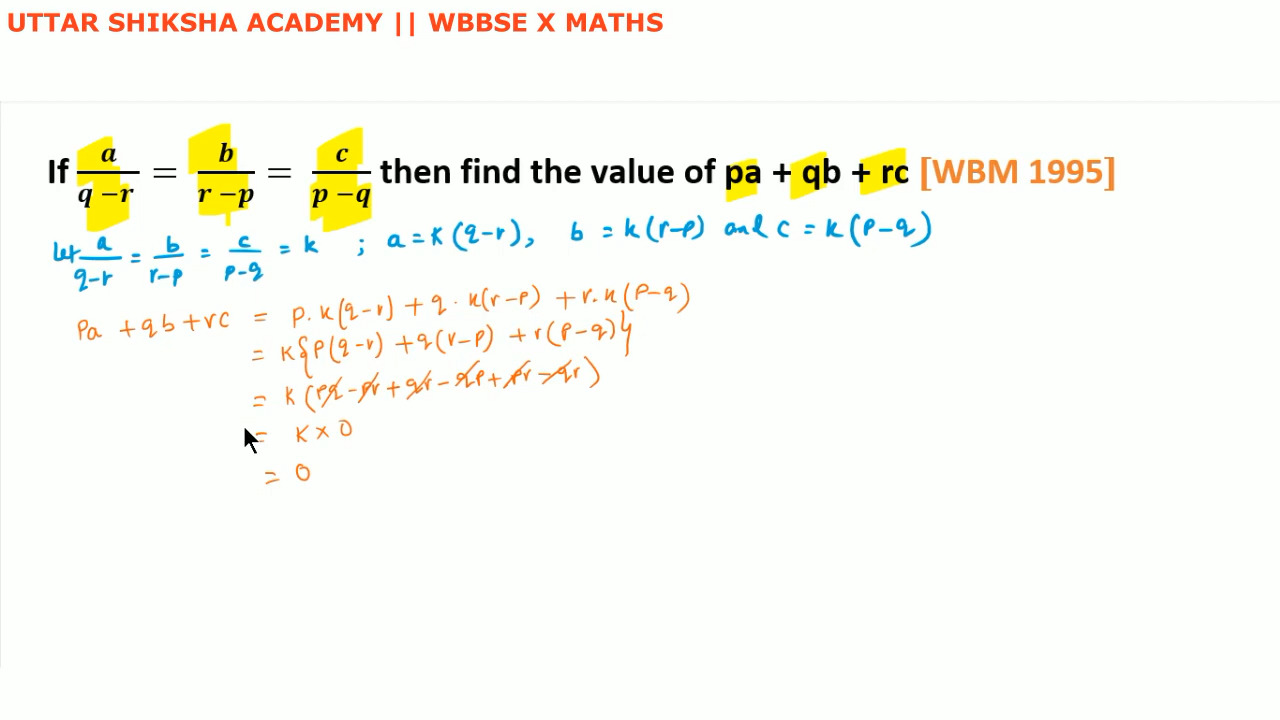 UTTAR SHIKSHA ACADEMY || WBBSE X MATHS
If a/(q −r) = b/(r −p) = c/(p −q) then find the value of pa + qb + rc [WBM 1995]
Let a/(q-r) = b/(r-p) = c/(p-q) = k ; a = k(q-r), b = k(r-p) and c = k(p-q)
Pa + qb + rc = p.k(q-r) + q.k(r-p) + r.k(p-q)
= k{p(q-r) + q(r-p) + r(p-q)}
= k(pq - pr + qr - qp + pr - qr)
= k × 0
= 0